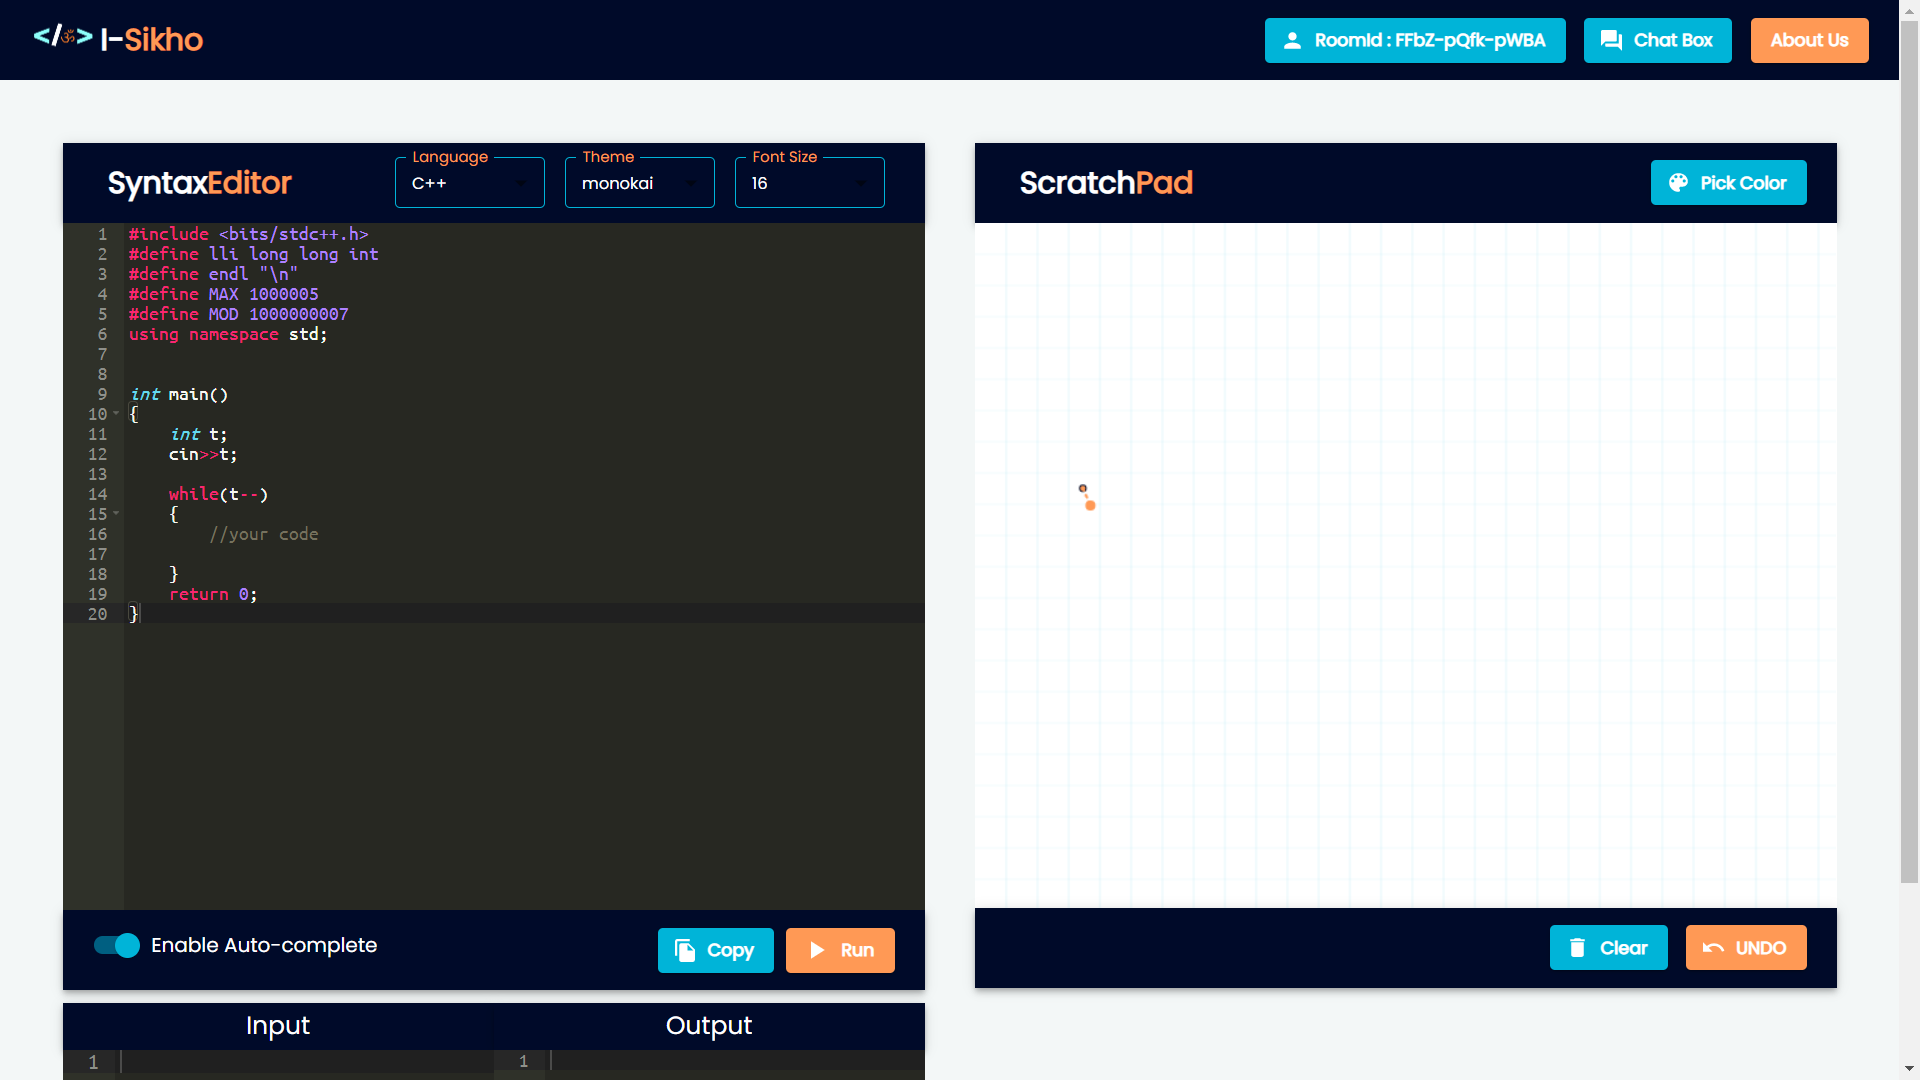 </ॐ> I-Sikho
RoomId : FFbZ-pQfk-pWBA
Chat Box
About Us
SyntaxEditor
Language
C++
Theme
monokai
Font Size
16
1 #include <bits/stdc++.h>
2 #define lli long long int
3 #define endl "\n"
4 #define MAX 1000005
5 #define MOD 1000000007
6 using namespace std;
7
8
9 int main()
10 {
11     int t;
12     cin>>t;
13
14     while(t--)
15     {
16         //your code
17
18     }
19     return 0;
20 }
Enable Auto-complete
Copy
Run
Input
1
Output
1
ScratchPad
Pick Color
Clear
UNDO